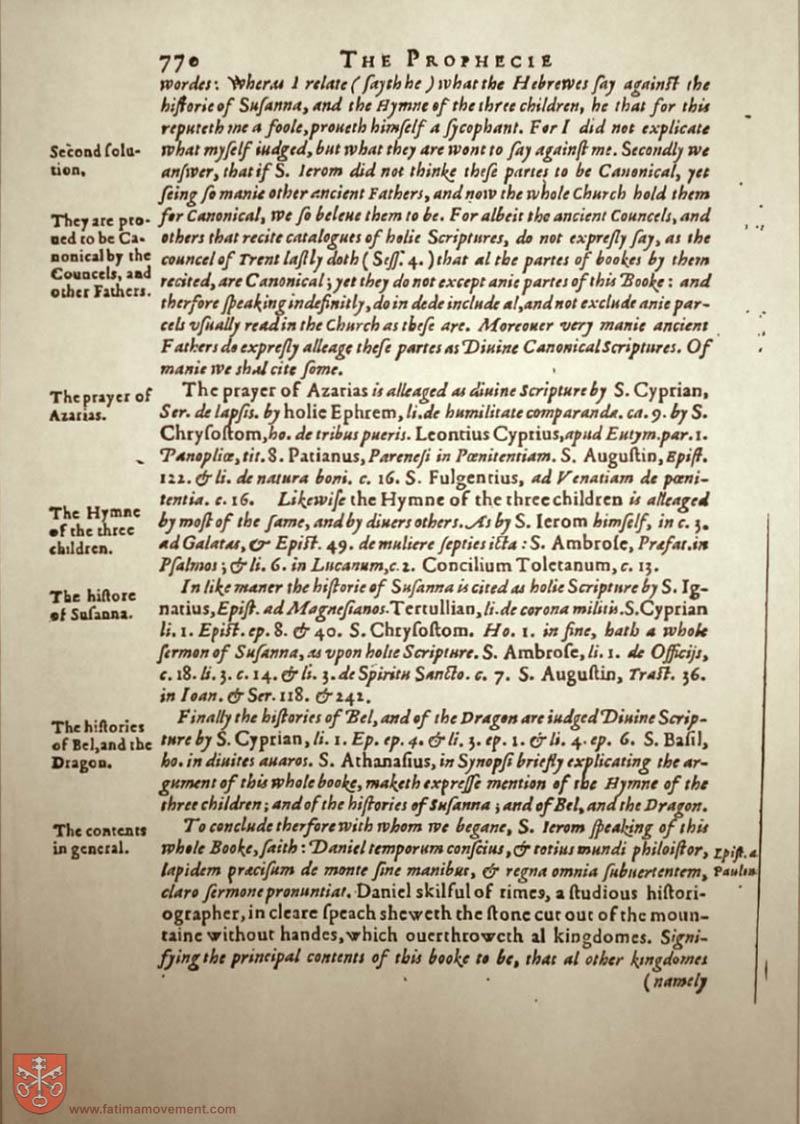 770 THE PROPHECIE
wordes: Wheras I relate (ſayth he) what the Hebrewes ſay againſt the
hiſtorie of Suſanna, and the Hymne of the three children, he that for this
reputeth me a foole, proueth himſelf a ſycophant. For I did not explicate
Second ſolu-
tion,
what myſelf iudged, but what they are wont to ſay againſt me. Secondly we
anſwer, that if S. Ierom did not thinke theſe partes to be Canonical, yet
ſeing ſo manie other ancient Fathers, and now the whole Church hold them
They are pro-
ued to be Ca-
nonical by the
Councels, and
other Fathers.
for Canonical, we ſo beleue them to be. For albeit the ancient Councels, and
others that recite catalogues of holie Scriptures, do not expreſly ſay, as the
councel of Trent laſtly doth (Seſſ. 4.) that al the partes of bookes by them
recited, are Canonical; yet they do not except anie partes of this Booke: and
therfore ſpeaking indefinitly, do in dede include al, and not exclude anie par-
cels vſually read in the Church as theſe are. Moreouer very manie ancient
Fathers do expreſly alleage theſe partes as Diuine Canonical Scriptures. Of
manie we shal cite ſome.
The prayer of
Azarias.
The prayer of Azarias is alleaged as diuine Scripture by S. Cyprian,
Ser. de lapſis. by holie Ephrem, li. de humilitate comparanda. ca. 9. by S.
Chryſoſtom, ho. de tribus pueris. Leontius Cyprius, apud Eutym. par. 1.
Panopliæ, tit. 8. Patianus, Pareneſi in Pœnitentiam. S. Auguſtin, Epiſt.
122. & li. de natura boni. c. 16. S. Fulgentius, ad Venatiam de pœni-
tentia. c. 16. Likewiſe the Hymne of the three children is alleaged
The Hymne
of the three
children.
by moſt of the ſame, and by diuers others. As by S. Ierom himſelf, in c. 3.
ad Galatas, & Epiſt. 49. de muliere ſepties icta: S. Ambroſe, Præfat. in
Pſalmos; & li. 6. in Lucanum, c. 2. Concilium Toletanum, c. 13.
The hiſtore
of Suſanna.
In like maner the hiſtorie of Suſanna is cited as holie Scripture by S. Ig-
natius, Epiſt. ad Magneſianos. Tertullian, li. de corona militis. S. Cyprian
li. 1. Epiſt. ep. 8. & 40. S. Chryſoſtom. Ho. 1. in fine, hath a whole
ſermon of Suſanna, as vpon holie Scripture. S. Ambroſe, li. 1. de Officijs,
c. 18. li. 3. c. 14. & li. 3. de Spiritu Sancto. c. 7. S. Auguſtin, Tract. 36.
in Ioan. & Ser. 118. & 242.
The hiſtories
of Bel, and the
Dragon.
Finally the hiſtories of Bel, and of the Dragon are iudged Diuine Scrip-
ture by S. Cyprian, li. 1. Ep. ep. 4. & li. 3. ep. 1. & li. 4. ep. 6. S. Baſil,
ho. in diuites auaros. S. Athanaſius, in Synopſi briefly explicating the ar-
gument of this whole booke, maketh expreſſe mention of the Hymne of the
three children; and of the hiſtories of Suſanna; and of Bel, and the Dragon.
The contents
in general.
To conclude therfore with whom we begane, S. Ierom ſpeaking of this
whole Booke, ſaith: Daniel temporum conſcius, & totius mundi philoiſtor,
Epiſt. a
Paulin
lapidem præciſum de monte ſine manibus, & regna omnia ſubuertentem,
claro ſermone pronuntiat. Daniel skilful of times, a ſtudious hiſtori-
ographer, in cleare ſpeach sheweth the ſtone cut out of the moun-
taine without handes, which ouerthroweth al kingdomes. Signi-
fying the principal contents of this booke to be, that al other kingdomes
(namely
www.fatimamovement.com